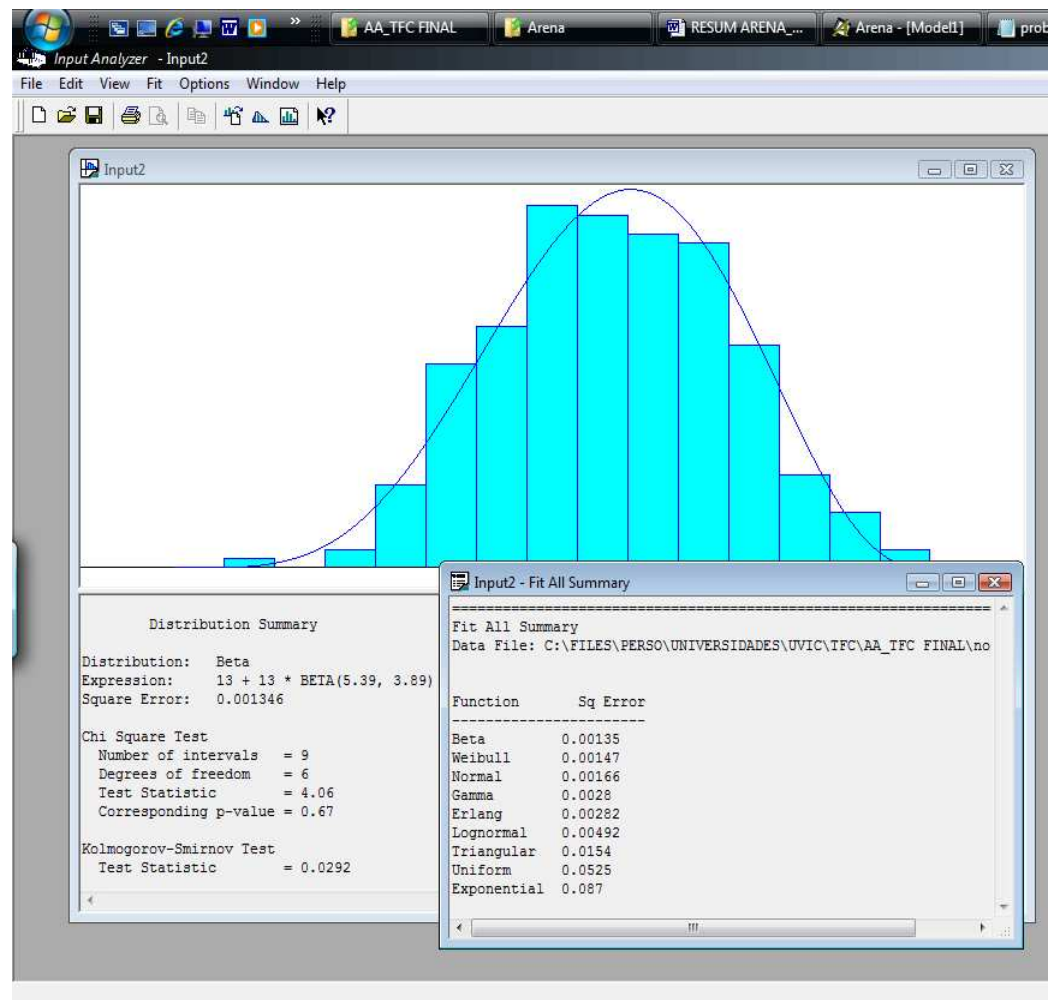 » AA_TFC FINAL Arena RESUM ARENA_... Arena - [Model1] prob
Input Analyzer - Input2
File Edit View Fit Options Window Help
Input2
Distribution Summary
Distribution: Beta
Expression: 13 + 13 * BETA(5.39, 3.89)
Square Error: 0.001346
Chi Square Test
Number of intervals = 9
Degrees of freedom = 6
Test Statistic = 4.06
Corresponding p-value = 0.67
Kolmogorov-Smirnov Test
Test Statistic = 0.0292
Input2 - Fit All Summary
Fit All Summary
Data File: C:\FILES\PERSO\UNIVERSIDADES\UVIC\TFC\AA_TFC FINAL\no
Function Sq Error
Beta 0.00135
Weibull 0.00147
Normal 0.00166
Gamma 0.0028
Erlang 0.00282
Lognormal 0.00492
Triangular 0.0154
Uniform 0.0525
Exponential 0.087